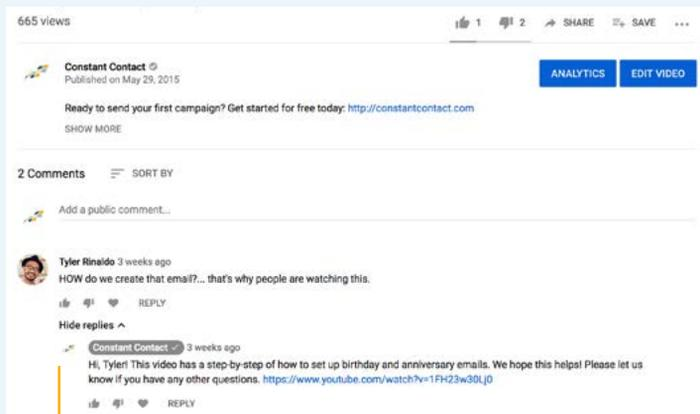 665 views
1 2 SHARE SAVE ...
Constant Contact
Published on May 29, 2015
ANALYTICS EDIT VIDEO
Ready to send your first campaign? Get started for free today: http://constantcontact.com
SHOW MORE
2 Comments SORT BY
Add a public comment...
Tyler Rinaldo 3 weeks ago
HOW do we create that email?... that's why people are watching this.
REPLY
Hide replies
Constant Contact 3 weeks ago
Hi, Tyler! This video has a step-by-step of how to set up birthday and anniversary emails. We hope this helps! Please let us
know if you have any other questions. https://www.youtube.com/watch?v=1FH23w30Lj0
REPLY